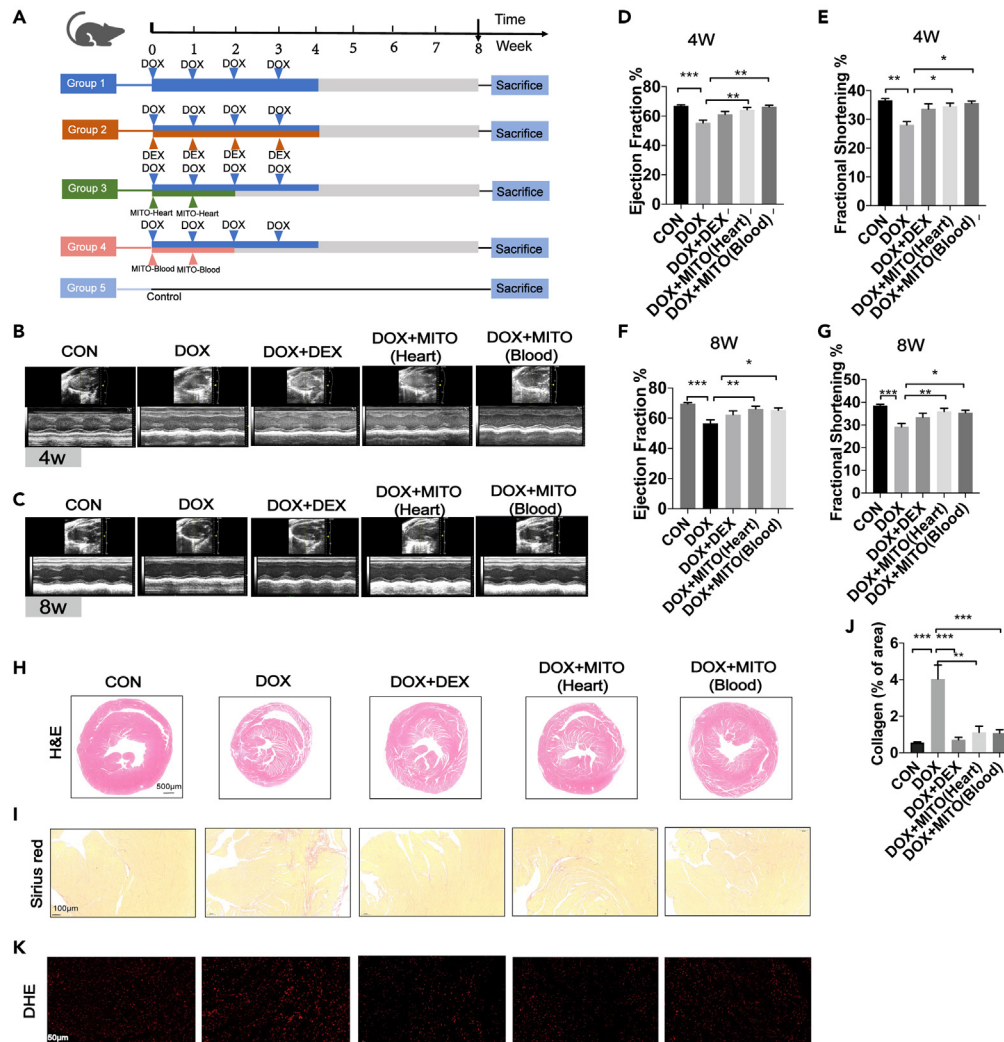 A
Time
0 1 2 3 4 8 Week
DOX DOX DOX DOX
Group 1
Sacrifice
DOX DOX DOX DOX
Group 2
Sacrifice
DEX DEX DEX DEX
DOX DOX DOX DOX
Group 3
Sacrifice
MITO-Heart MITO-Heart
DOX DOX DOX DOX
Group 4
Sacrifice
MITO-Blood MITO-Blood
Group 5
Control
Sacrifice
B
CON DOX DOX+DEX DOX+MITO (Heart) DOX+MITO (Blood)
4w
C
CON DOX DOX+DEX DOX+MITO (Heart) DOX+MITO (Blood)
8w
D
4W
Ejection Fraction %
80
60
40
20
0
*** ** **
CON
DOX
DOX+DEX
DOX+MITO(Heart)
DOX+MITO(Blood)
E
4W
Fractional Shortening %
50
40
30
20
10
0
** * *
CON
DOX
DOX+DEX
DOX+MITO(Heart)
DOX+MITO(Blood)
F
8W
Ejection Fraction %
80
60
40
20
0
*** ** *
CON
DOX
DOX+DEX
DOX+MITO(Heart)
DOX+MITO(Blood)
G
8W
Fractional Shortening %
50
40
30
20
10
0
*** ** *
CON
DOX
DOX+DEX
DOX+MITO(Heart)
DOX+MITO(Blood)
H
CON DOX DOX+DEX DOX+MITO (Heart) DOX+MITO (Blood)
H&E
500µm
I
Sirius red
100µm
J
Collagen (% of area)
6
4
2
0
*** *** ** ***
CON
DOX
DOX+DEX
DOX+MITO(Heart)
DOX+MITO(Blood)
K
DHE
50µm